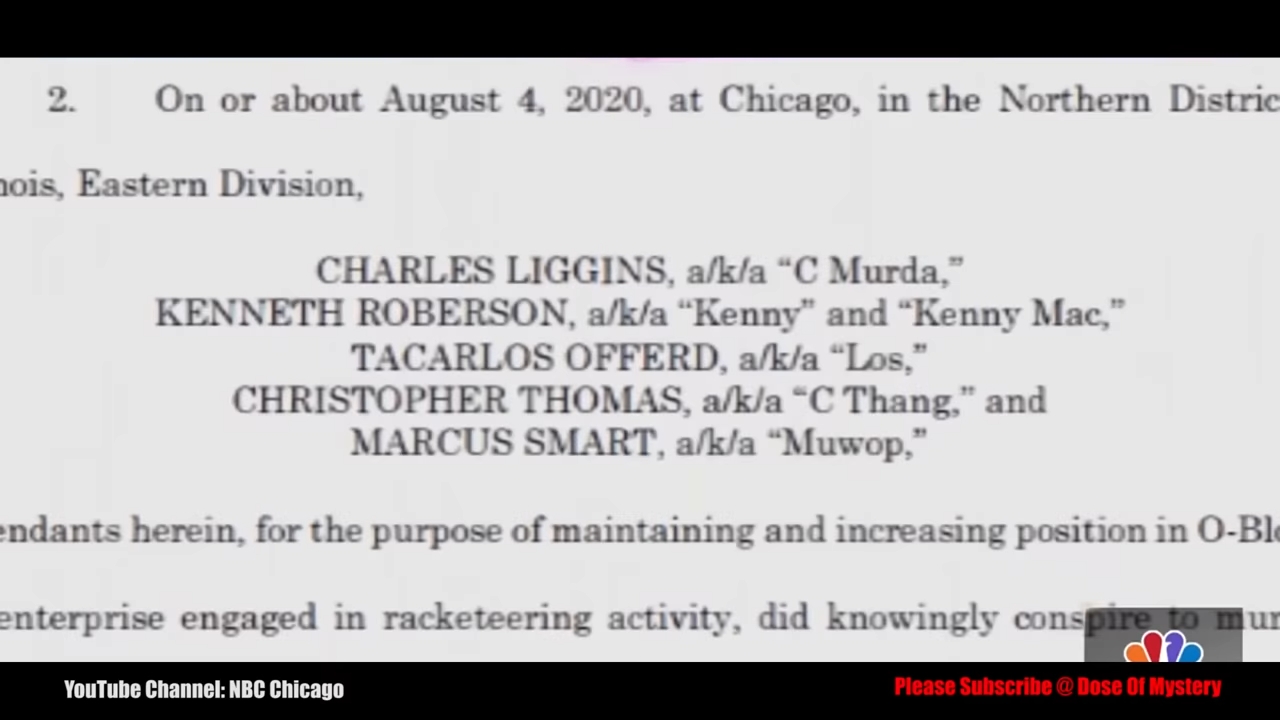 2. On or about August 4, 2020, at Chicago, in the Northern Distric
nois, Eastern Division,
CHARLES LIGGINS, a/k/a “C Murda,”
KENNETH ROBERSON, a/k/a “Kenny” and “Kenny Mac,”
TACARLOS OFFERD, a/k/a “Los,”
CHRISTOPHER THOMAS, a/k/a “C Thang,” and
MARCUS SMART, a/k/a “Muwop,”
endants herein, for the purpose of maintaining and increasing position in O-Blo
enterprise engaged in racketeering activity, did knowingly conspire to mur
YouTube Channel: NBC Chicago
Please Subscribe @ Dose Of Mystery